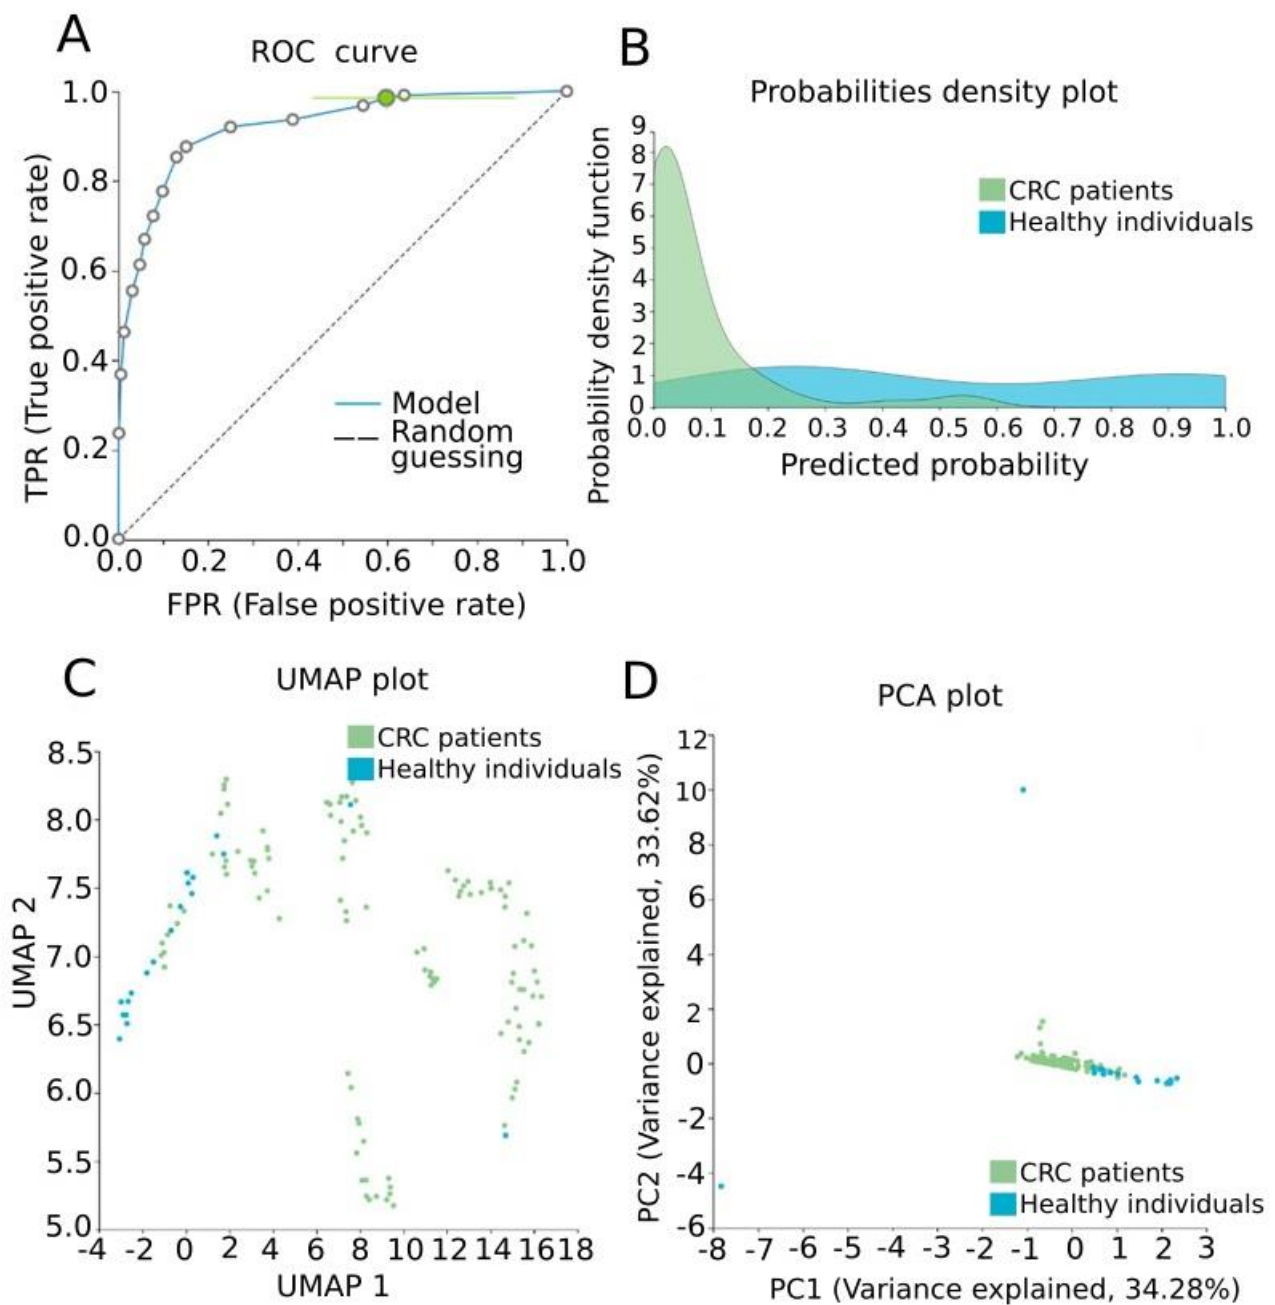 A
ROC curve
1.0
0.8
0.6
0.4
0.2
0.0
0.0 0.2 0.4 0.6 0.8 1.0
TPR (True positive rate)
FPR (False positive rate)
Model
Random
guessing
B
Probabilities density plot
9
8
7
6
5
4
3
2
1
0
0.0 0.1 0.2 0.3 0.4 0.5 0.6 0.7 0.8 0.9 1.0
Probability density function
Predicted probability
CRC patients
Healthy individuals
C
UMAP plot
CRC patients
Healthy individuals
8.5
8.0
7.5
7.0
6.5
6.0
5.5
5.0
-4 -2 0 2 4 6 8 10 12 14 16 18
UMAP 2
UMAP 1
D
PCA plot
12
10
8
6
4
2
0
-2
-4
-6
-8 -7 -6 -5 -4 -3 -2 -1 0 1 2 3
PC2 (Variance explained, 33.62%)
PC1 (Variance explained, 34.28%)
CRC patients
Healthy individuals